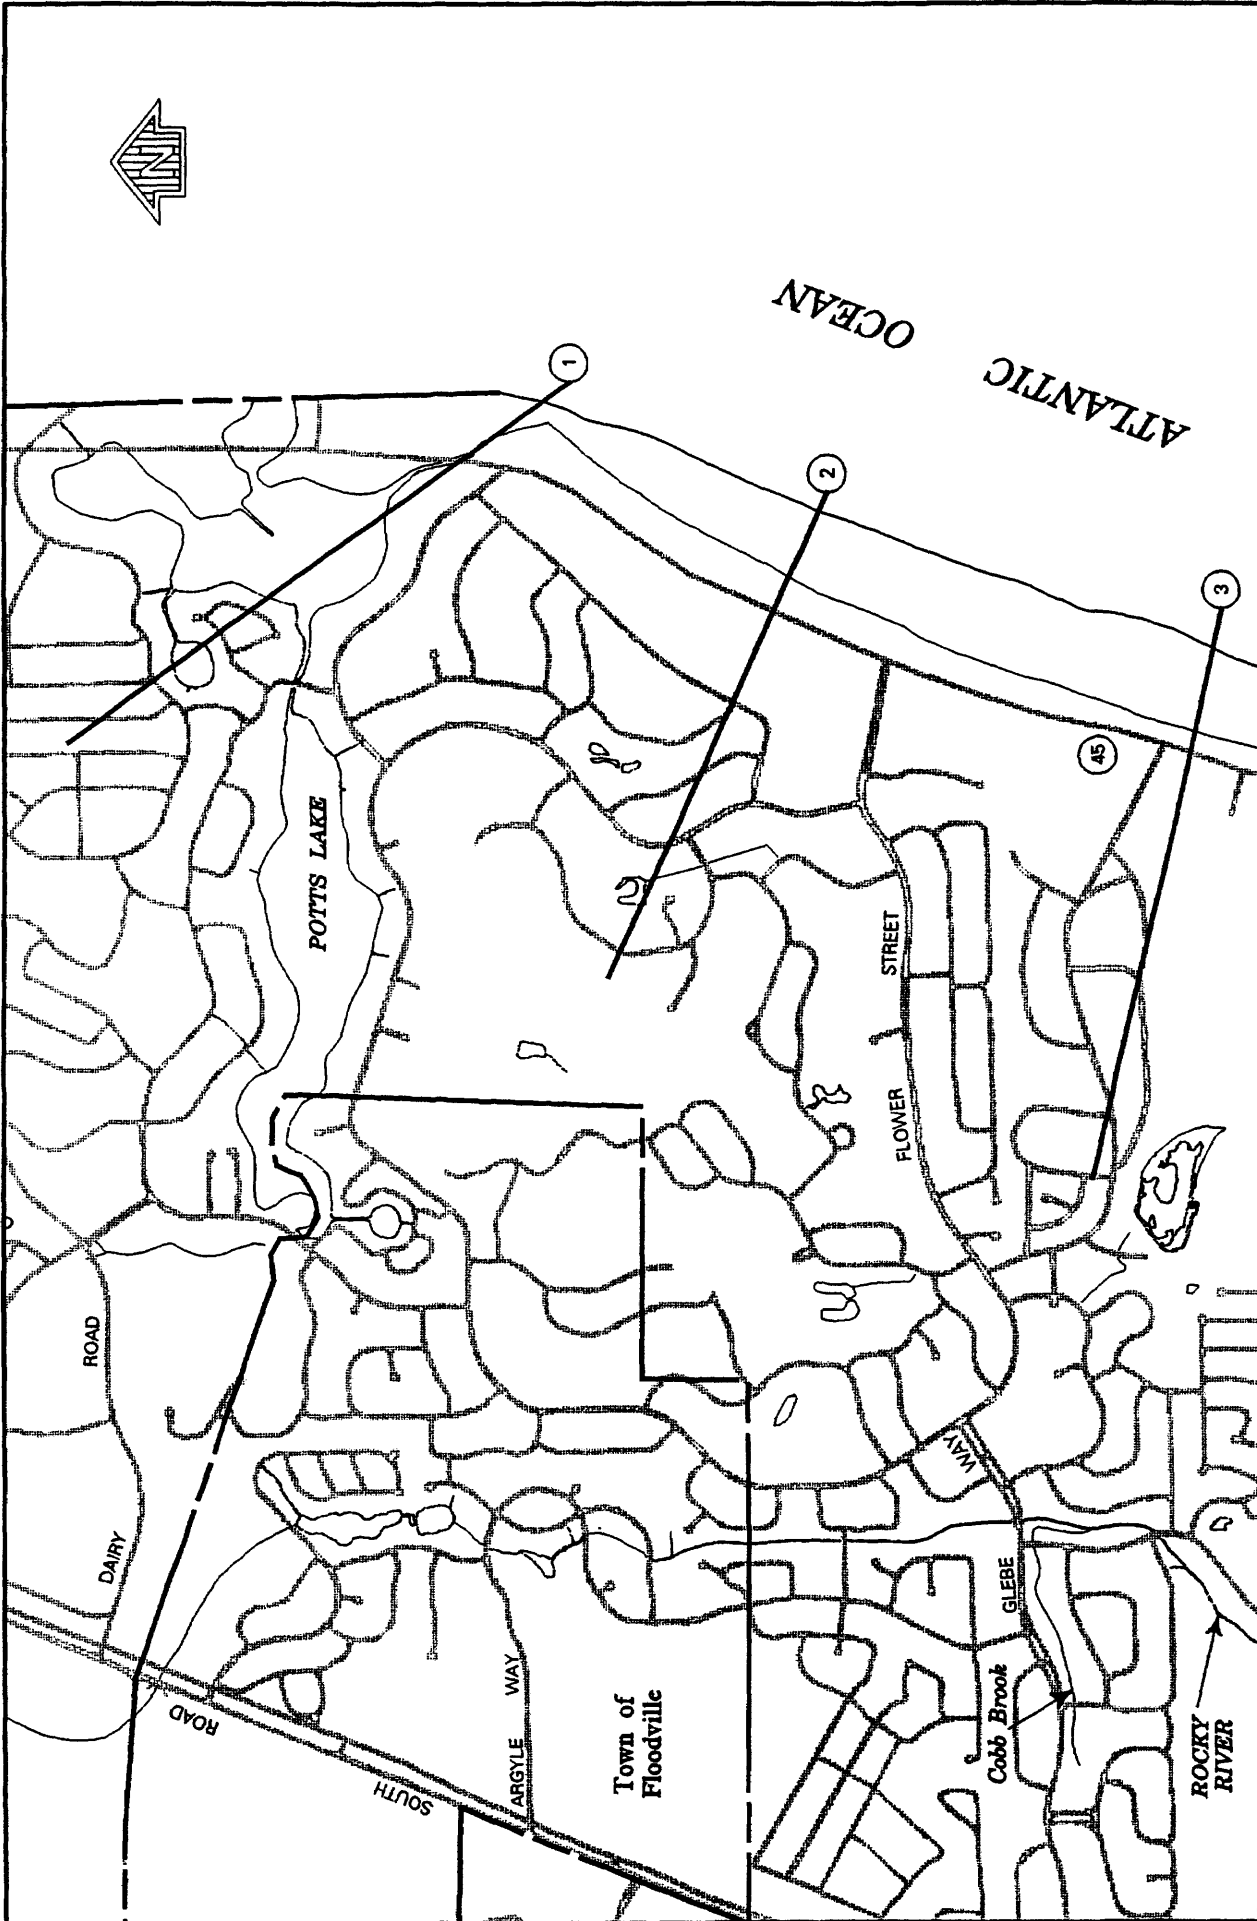 N
ATLANTIC
OCEAN
1
2
3
45
POTTS LAKE
STREET
FLOWER
ROAD
DAIRY
ROAD
SOUTH
WAY
ARGYLE
WAY
GLEBE
Town of
Floodville
Cobb Brook
ROCKY
RIVER